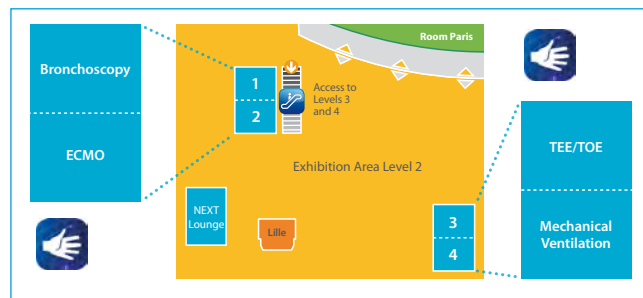 Bronchoscopy
ECMO
1
2
Access to
Levels 3
and 4
Room Paris
Exhibition Area Level 2
NEXT
Lounge
Lille
3
4
TEE/TOE
Mechanical
Ventilation